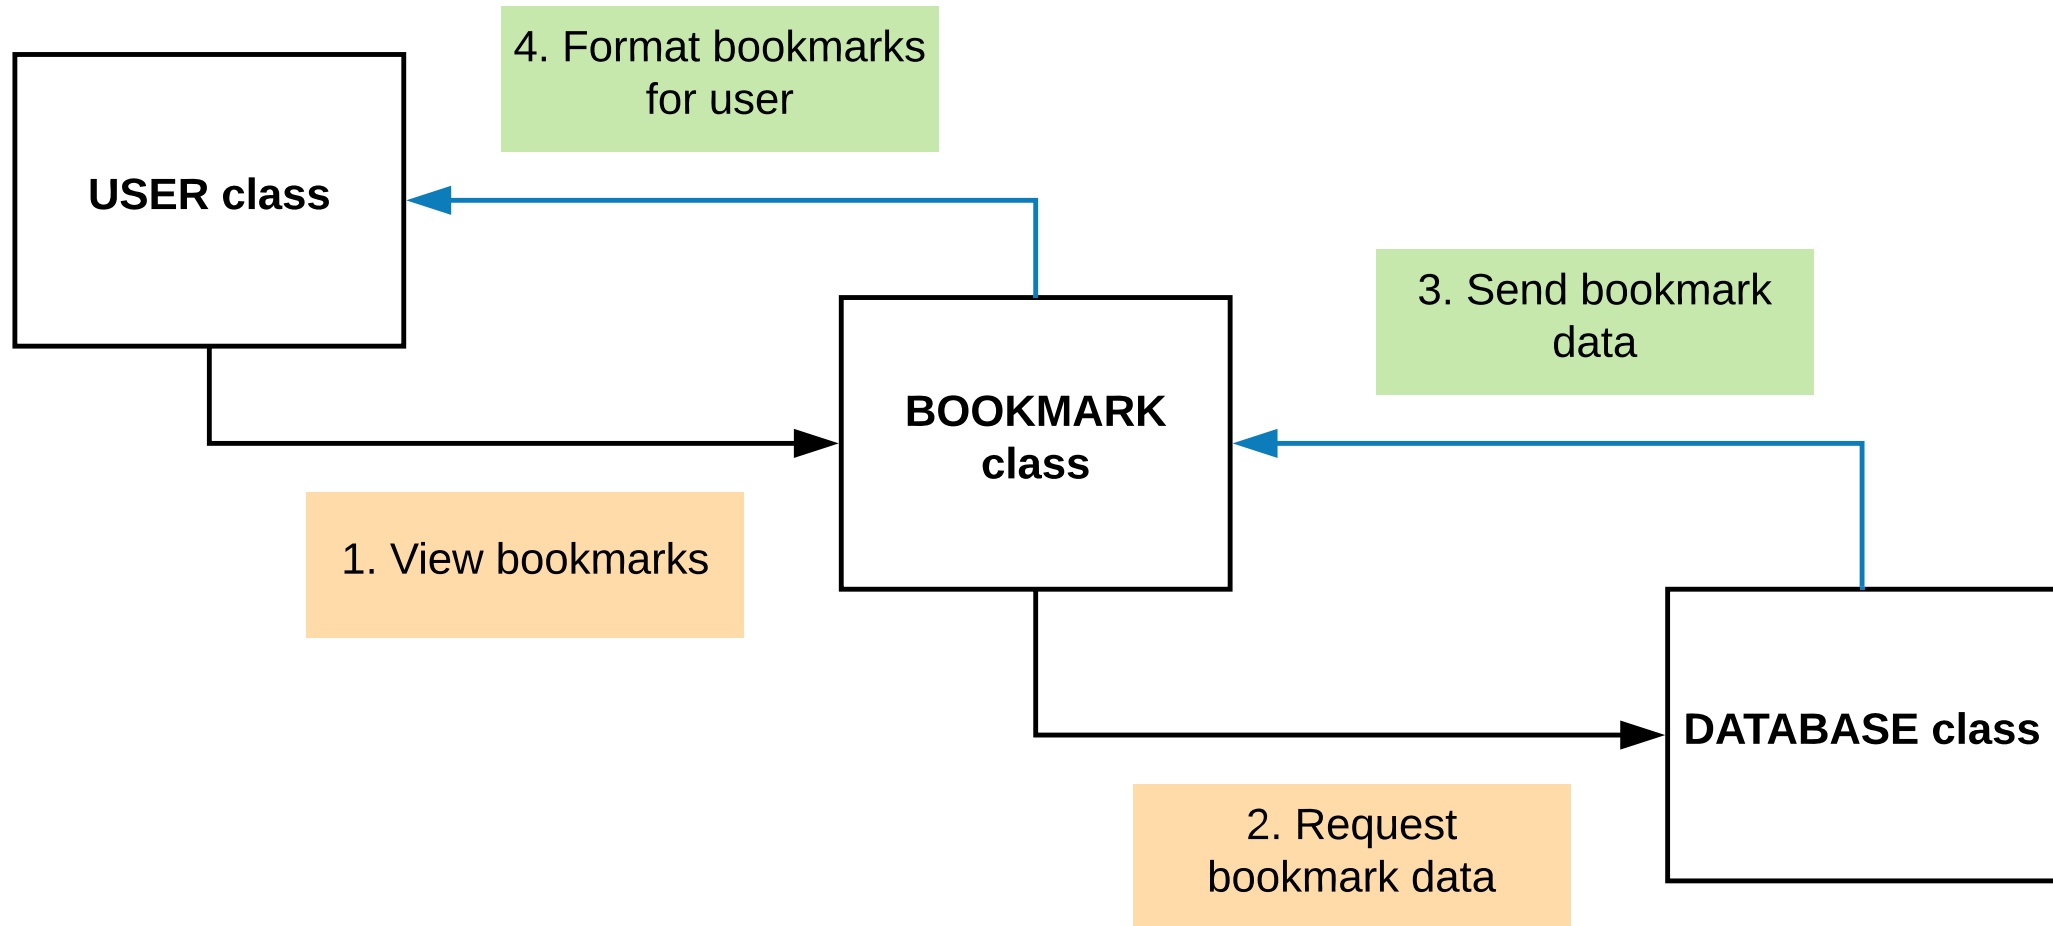 4. Format bookmarks
for user
USER class
3. Send bookmark
data
BOOKMARK
class
1. View bookmarks
DATABASE class
2. Request
bookmark data